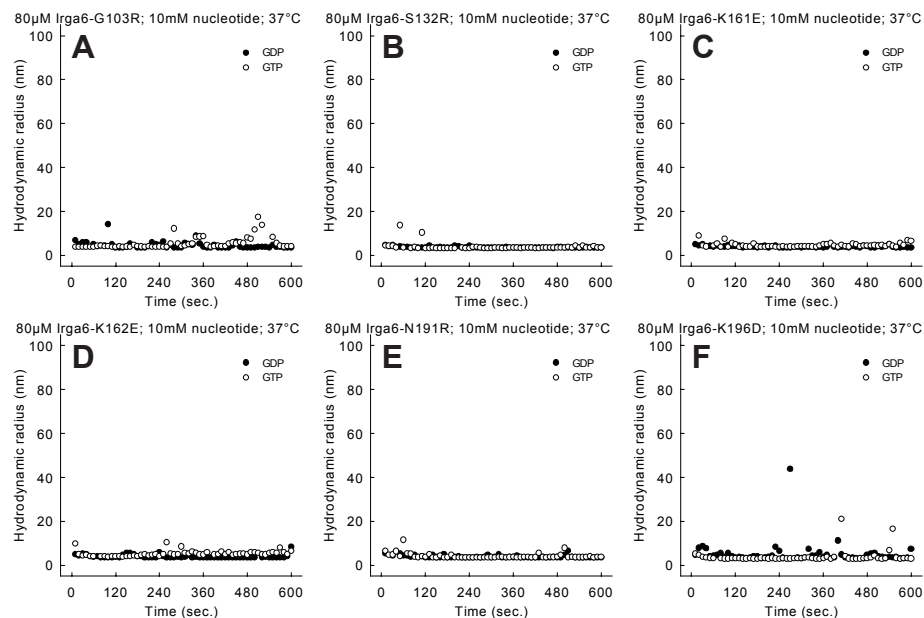 80µM Irga6-G103R; 10mM nucleotide; 37°C
A
GDP
GTP
Hydrodynamic radius (nm)
100
80
60
40
20
0
0 120 240 360 480 600
Time (sec.)
80µM Irga6-S132R; 10mM nucleotide; 37°C
B
GDP
GTP
Hydrodynamic radius (nm)
100
80
60
40
20
0
0 120 240 360 480 600
Time (sec.)
80µM Irga6-K161E; 10mM nucleotide; 37°C
C
GDP
GTP
Hydrodynamic radius (nm)
100
80
60
40
20
0
0 120 240 360 480 600
Time (sec.)
80µM Irga6-K162E; 10mM nucleotide; 37°C
D
GDP
GTP
Hydrodynamic radius (nm)
100
80
60
40
20
0
0 120 240 360 480 600
Time (sec.)
80µM Irga6-N191R; 10mM nucleotide; 37°C
E
GDP
GTP
Hydrodynamic radius (nm)
100
80
60
40
20
0
0 120 240 360 480 600
Time (sec.)
80µM Irga6-K196D; 10mM nucleotide; 37°C
F
GDP
GTP
Hydrodynamic radius (nm)
100
80
60
40
20
0
0 120 240 360 480 600
Time (sec.)